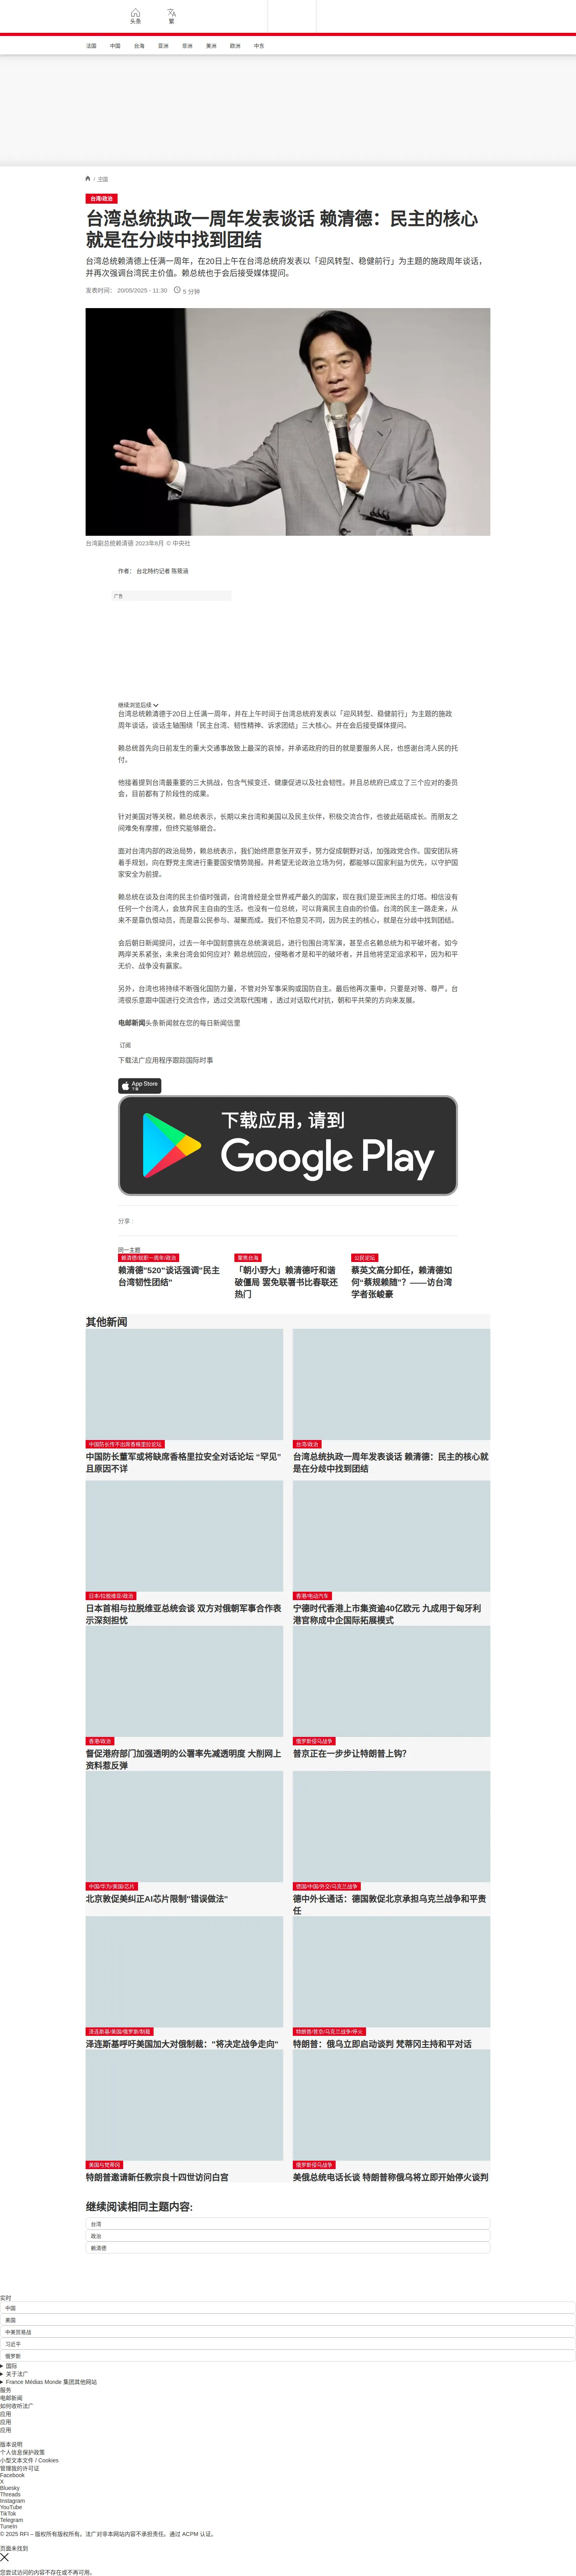 头条
繁
法国 中国 台海 亚洲 非洲 美洲 欧洲 中东
/ 中国
台湾/政治
台湾总统执政一周年发表谈话 赖清德：民主的核心
就是在分歧中找到团结
台湾总统赖清德上任满一周年，在20日上午在台湾总统府发表以「迎风转型、稳健前行」为主题的施政周年谈话，
并再次强调台湾民主价值。赖总统也于会后接受媒体提问。
发表时间： 20/05/2025 - 11:30 5 分钟
台湾副总统赖清德 2023年8月 © 中央社
作者： 台北特约记者 陈筱涵
广告
继续浏览后续
台湾总统赖清德于20日上任满一周年，并在上午时间于台湾总统府发表以「迎风转型、稳健前行」为主题的施政
周年谈话，谈话主轴围绕「民主台湾、韧性精神、诉求团结」三大核心。并在会后接受媒体提问。
赖总统首先向日前发生的重大交通事故致上最深的哀悼，并承诺政府的目的就是要服务人民，也感谢台湾人民的托
付。
他接着提到台湾最重要的三大挑战，包含气候变迁、健康促进以及社会韧性。并且总统府已成立了三个应对的委员
会，目前都有了阶段性的成果。
针对美国对等关税，赖总统表示，长期以来台湾和美国以及民主伙伴，积极交流合作，也彼此砥砺成长。而朋友之
间难免有摩擦，但终究能够磨合。
面对台湾内部的政治局势，赖总统表示，我们始终愿意张开双手，努力促成朝野对话，加强政党合作。国安团队将
着手规划，向在野党主席进行重要国安情势简报。并希望无论政治立场为何，都能够以国家利益为优先，以守护国
家安全为前提。
赖总统在谈及台湾的民主价值时强调，台湾曾经是全世界戒严最久的国家，现在我们是亚洲民主的灯塔。相信没有
任何一个台湾人，会放弃民主自由的生活。也没有一位总统，可以背离民主自由的价值。台湾的民主一路走来，从
来不是靠仇恨动员，而是靠公民参与、凝聚而成。我们不怕意见不同，因为民主的核心，就是在分歧中找到团结。
会后日本朝新闻提问，过去一年中国刻意挑在总统演说后，进行包围台湾军演，甚至点名赖总统为和平破坏者。如今
两岸关系紧张，未来台湾会如何应对？赖总统回应，侵略者才是和平的破坏者，并且他将坚定追求和平，因为和平
无价、战争没有赢家。
另外，台湾也将持续不断强化国防力量，不管对外军事采购或国防自主。最后他再次重申，只要是对等、尊严，台
湾很乐意跟中国进行交流合作，透过交流取代围堵 ，透过对话取代对抗，朝和平共荣的方向来发展。
电邮新闻头条新闻就在您的每日新闻信里
订阅
下载法广应用程序跟踪国际时事
App Store
下载
下载应用，请到
Google Play
分享 :
同一主题
赖清德/就职一周年/政治
赖清德"520"谈话强调"民主
台湾韧性团结"
聚焦台海
「朝小野大」赖清德吁和谐
破僵局 罢免联署书比春联还
热门
公民论坛
蔡英文高分卸任，赖清德如
何“蔡规赖随”？ ——访台湾
学者张峻豪
其他新闻
中国防长传不出席香格里拉论坛
中国防长董军或将缺席香格里拉安全对话论坛 “罕见”
且原因不详
台湾/政治
台湾总统执政一周年发表谈话 赖清德：民主的核心就
是在分歧中找到团结
日本/拉脱维亚/政治
日本首相与拉脱维亚总统会谈 双方对俄朝军事合作表
示深刻担忧
香港/电动汽车
宁德时代香港上市集资逾40亿欧元 九成用于匈牙利
港官称成中企国际拓展模式
香港/政治
督促港府部门加强透明的公署率先减透明度 大削网上
资料惹反弹
俄罗斯侵乌战争
普京正在一步步让特朗普上钩？
中国/华为/美国/芯片
北京敦促美纠正AI芯片限制"错误做法"
德国/中国/外交/乌克兰战争
德中外长通话：德国敦促北京承担乌克兰战争和平责
任
泽连斯基/美国/俄罗斯/制裁
泽连斯基呼吁美国加大对俄制裁："将决定战争走向"
特朗普/普京/乌克兰战争/停火
特朗普：俄乌立即启动谈判 梵蒂冈主持和平对话
美国与梵蒂冈
特朗普邀请新任教宗良十四世访问白宫
俄罗斯侵乌战争
美俄总统电话长谈 特朗普称俄乌将立即开始停火谈判
继续阅读相同主题内容:
台湾
政治
赖清德
实时
中国
美国
中美贸易战
习近平
俄罗斯
国际
关于法广
France Médias Monde 集团其他网站
服务
电邮新闻
如何收听法广
应用
应用
应用
版本说明
个人信息保护政策
小型文本文件 / Cookies
管理我的许可证
Facebook
X
Bluesky
Threads
Instagram
YouTube
TikTok
Telegram
TuneIn
© 2025 RFI – 版权所有版权所有。法广对非本网站内容不承担责任。通过 ACPM 认证。
页面未找到
您尝试访问的内容不存在或不再可用。